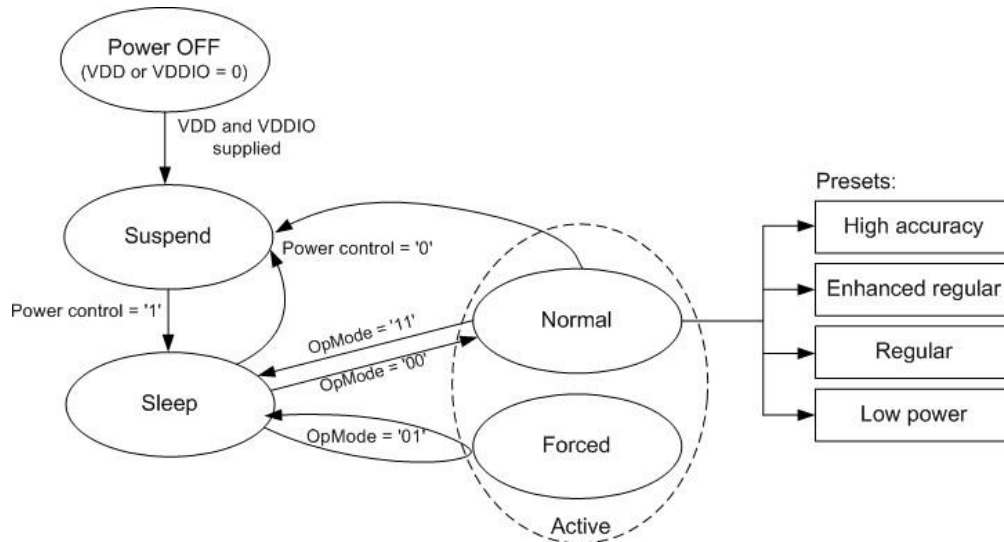 Power OFF
(VDD or VDDIO = 0)
VDD and VDDIO
supplied
Suspend
Power control = '0'
Power control = '1'
Sleep
OpMode = '11'
OpMode = '00'
OpMode = '01'
Normal
Forced
Active
Presets:
High accuracy
Enhanced regular
Regular
Low power